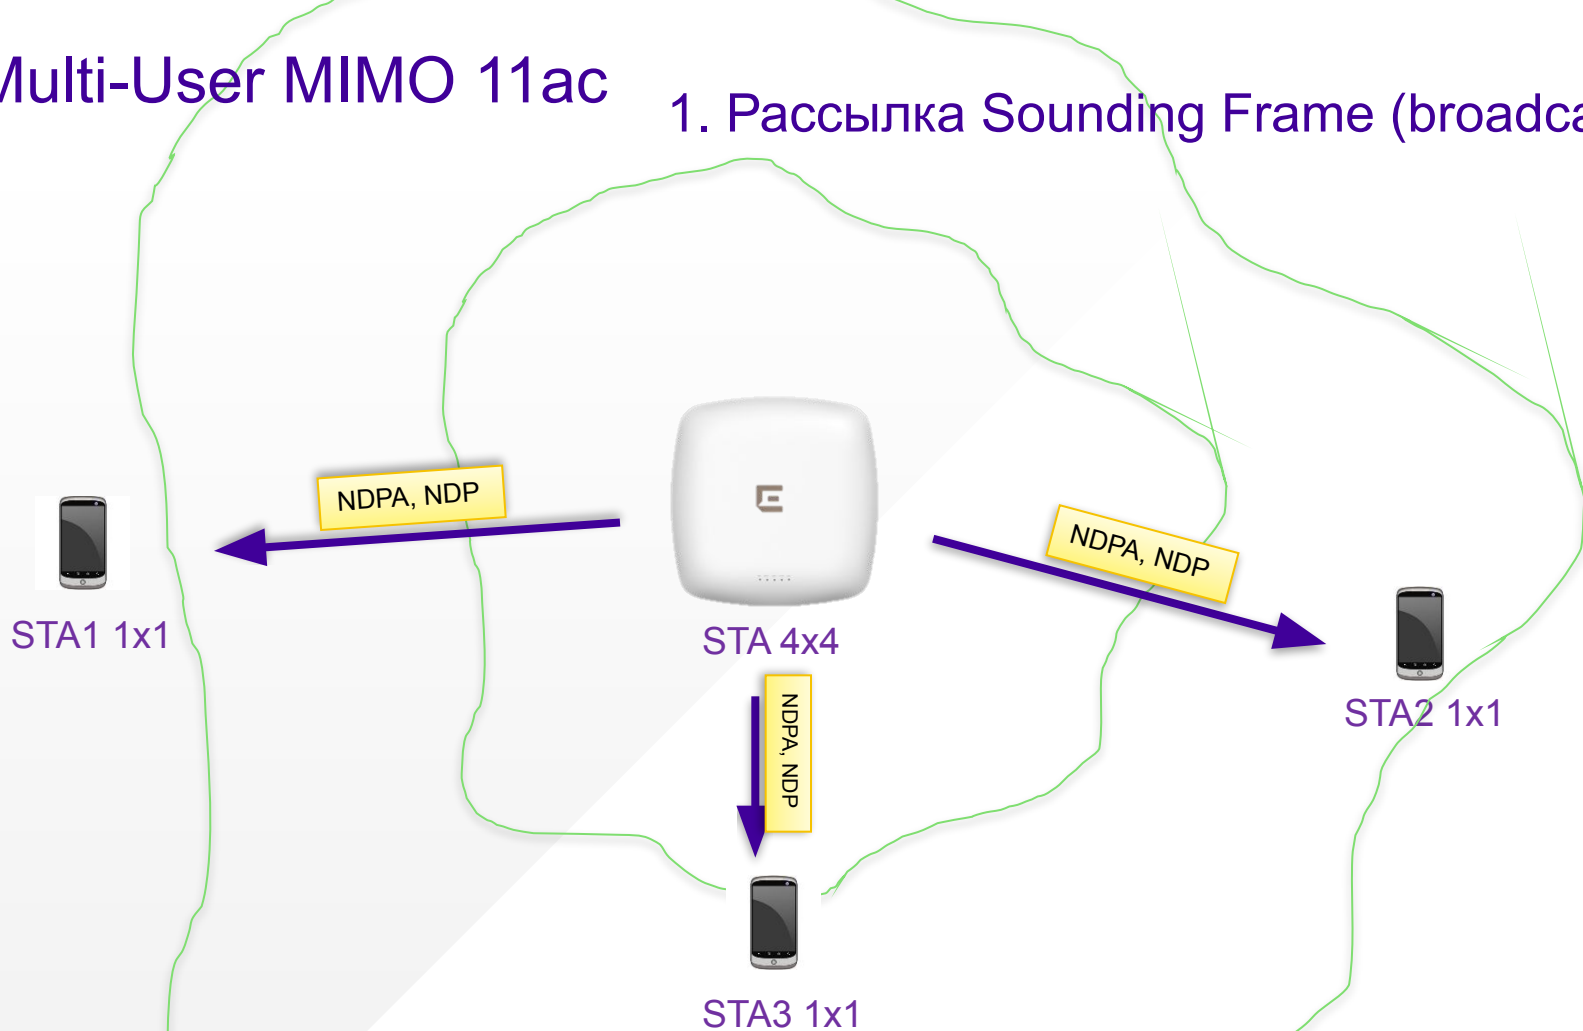 Multi-User MIMO 11ac
1. Рассылка Sounding Frame
NDPA, NDP
NDPA, NDP
STA1 1x1
STA 4x4
STA2 1x1
NDPA, NDP
STA3 1x1